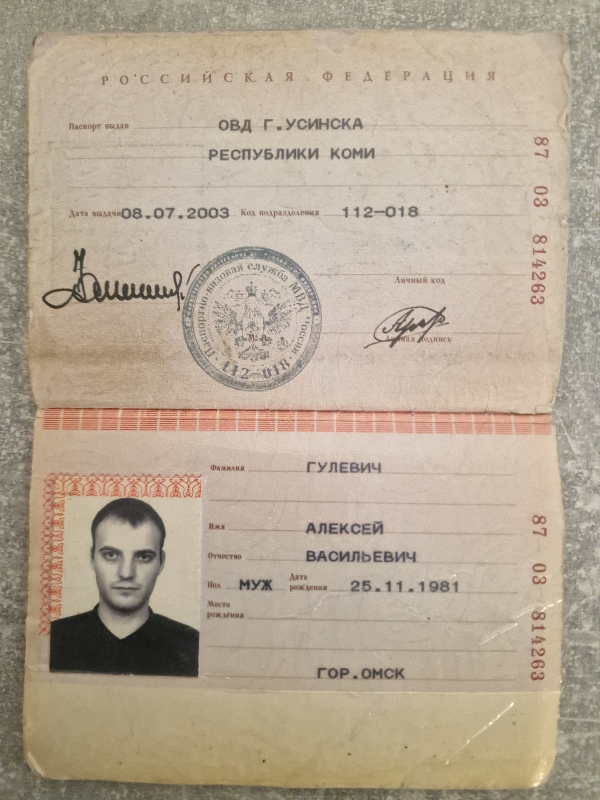 РОССИЙСКАЯ ФЕДЕРАЦИЯ
Паспорт выдан ОВД Г.УСИНСКА
РЕСПУБЛИКИ КОМИ
Дата выдачи 08.07.2003 Код подразделения 112-018
87 03 814263
Личный код
Паспортно-визовая служба МВД России
112-018
Личная подпись
Фамилия ГУЛЕВИЧ
Имя АЛЕКСЕЙ
Отчество ВАСИЛЬЕВИЧ
Пол МУЖ Дата рождения 25.11.1981
Место рождения
ГОР.ОМСК
87 03 814263